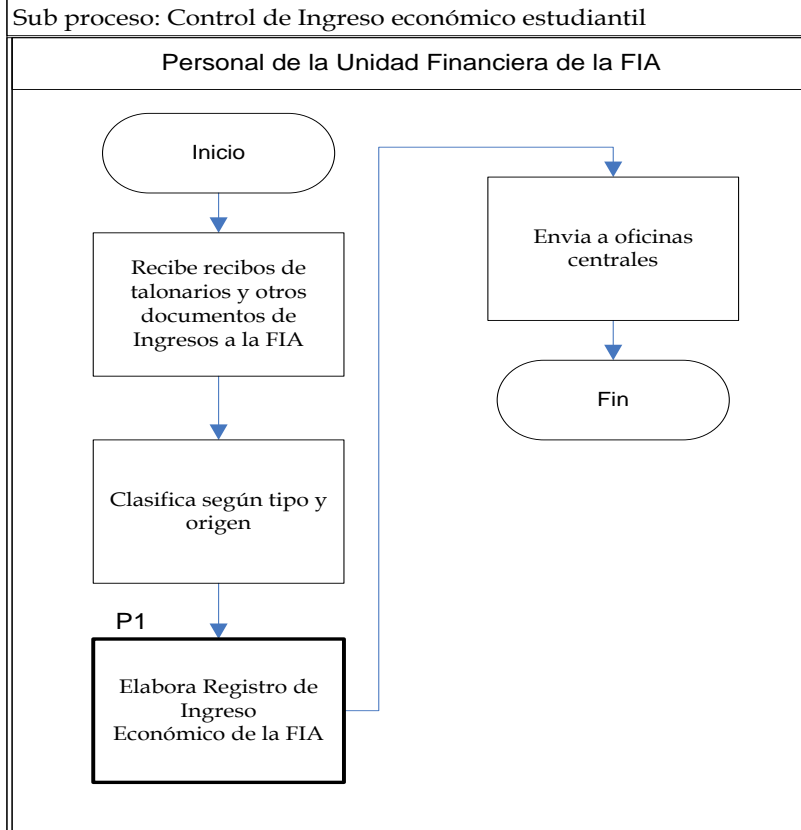 Sub proceso: Control de Ingreso económico estudiantil
Personal de la Unidad Financiera de la FIA
Inicio
Recibe recibos de
talonarios y otros
documentos de
Ingresos a la FIA
Clasifica según tipo y
origen
P1
Elabora Registro de
Ingreso
Económico de la FIA
Envia a oficinas
centrales
Fin